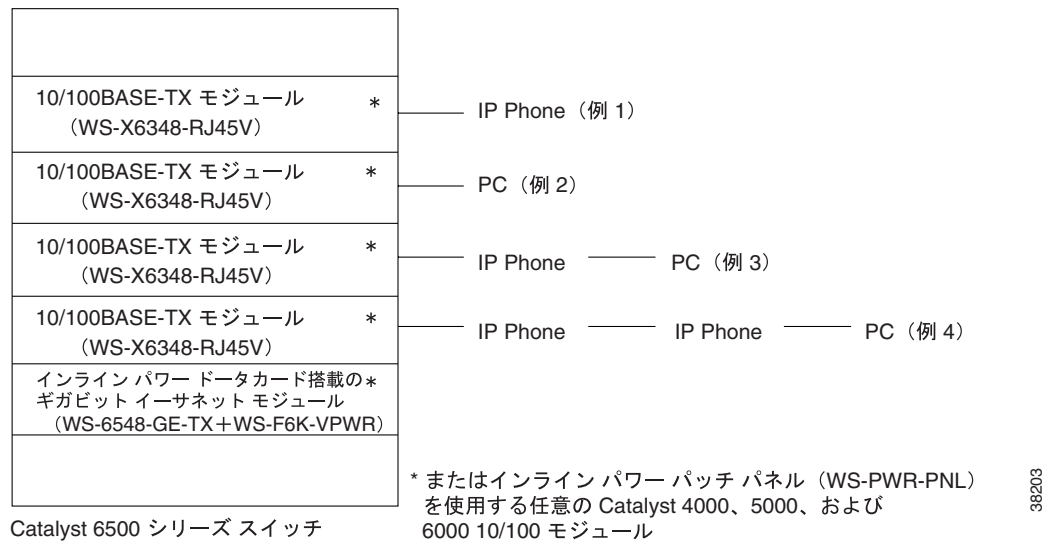 10/100BASE-TX モジュール *
（WS-X6348-RJ45V）
IP Phone（例 1）
10/100BASE-TX モジュール *
（WS-X6348-RJ45V）
PC（例 2）
10/100BASE-TX モジュール *
（WS-X6348-RJ45V）
IP Phone PC（例 3）
10/100BASE-TX モジュール *
（WS-X6348-RJ45V）
IP Phone IP Phone PC（例 4）
インライン パワー ドータカード搭載の*
ギガビット イーサネット モジュール
（WS-6548-GE-TX＋WS-F6K-VPWR）
* またはインライン パワー パッチ パネル（WS-PWR-PNL）
を使用する任意の Catalyst 4000、5000、および
6000 10/100 モジュール
Catalyst 6500 シリーズ スイッチ
38203